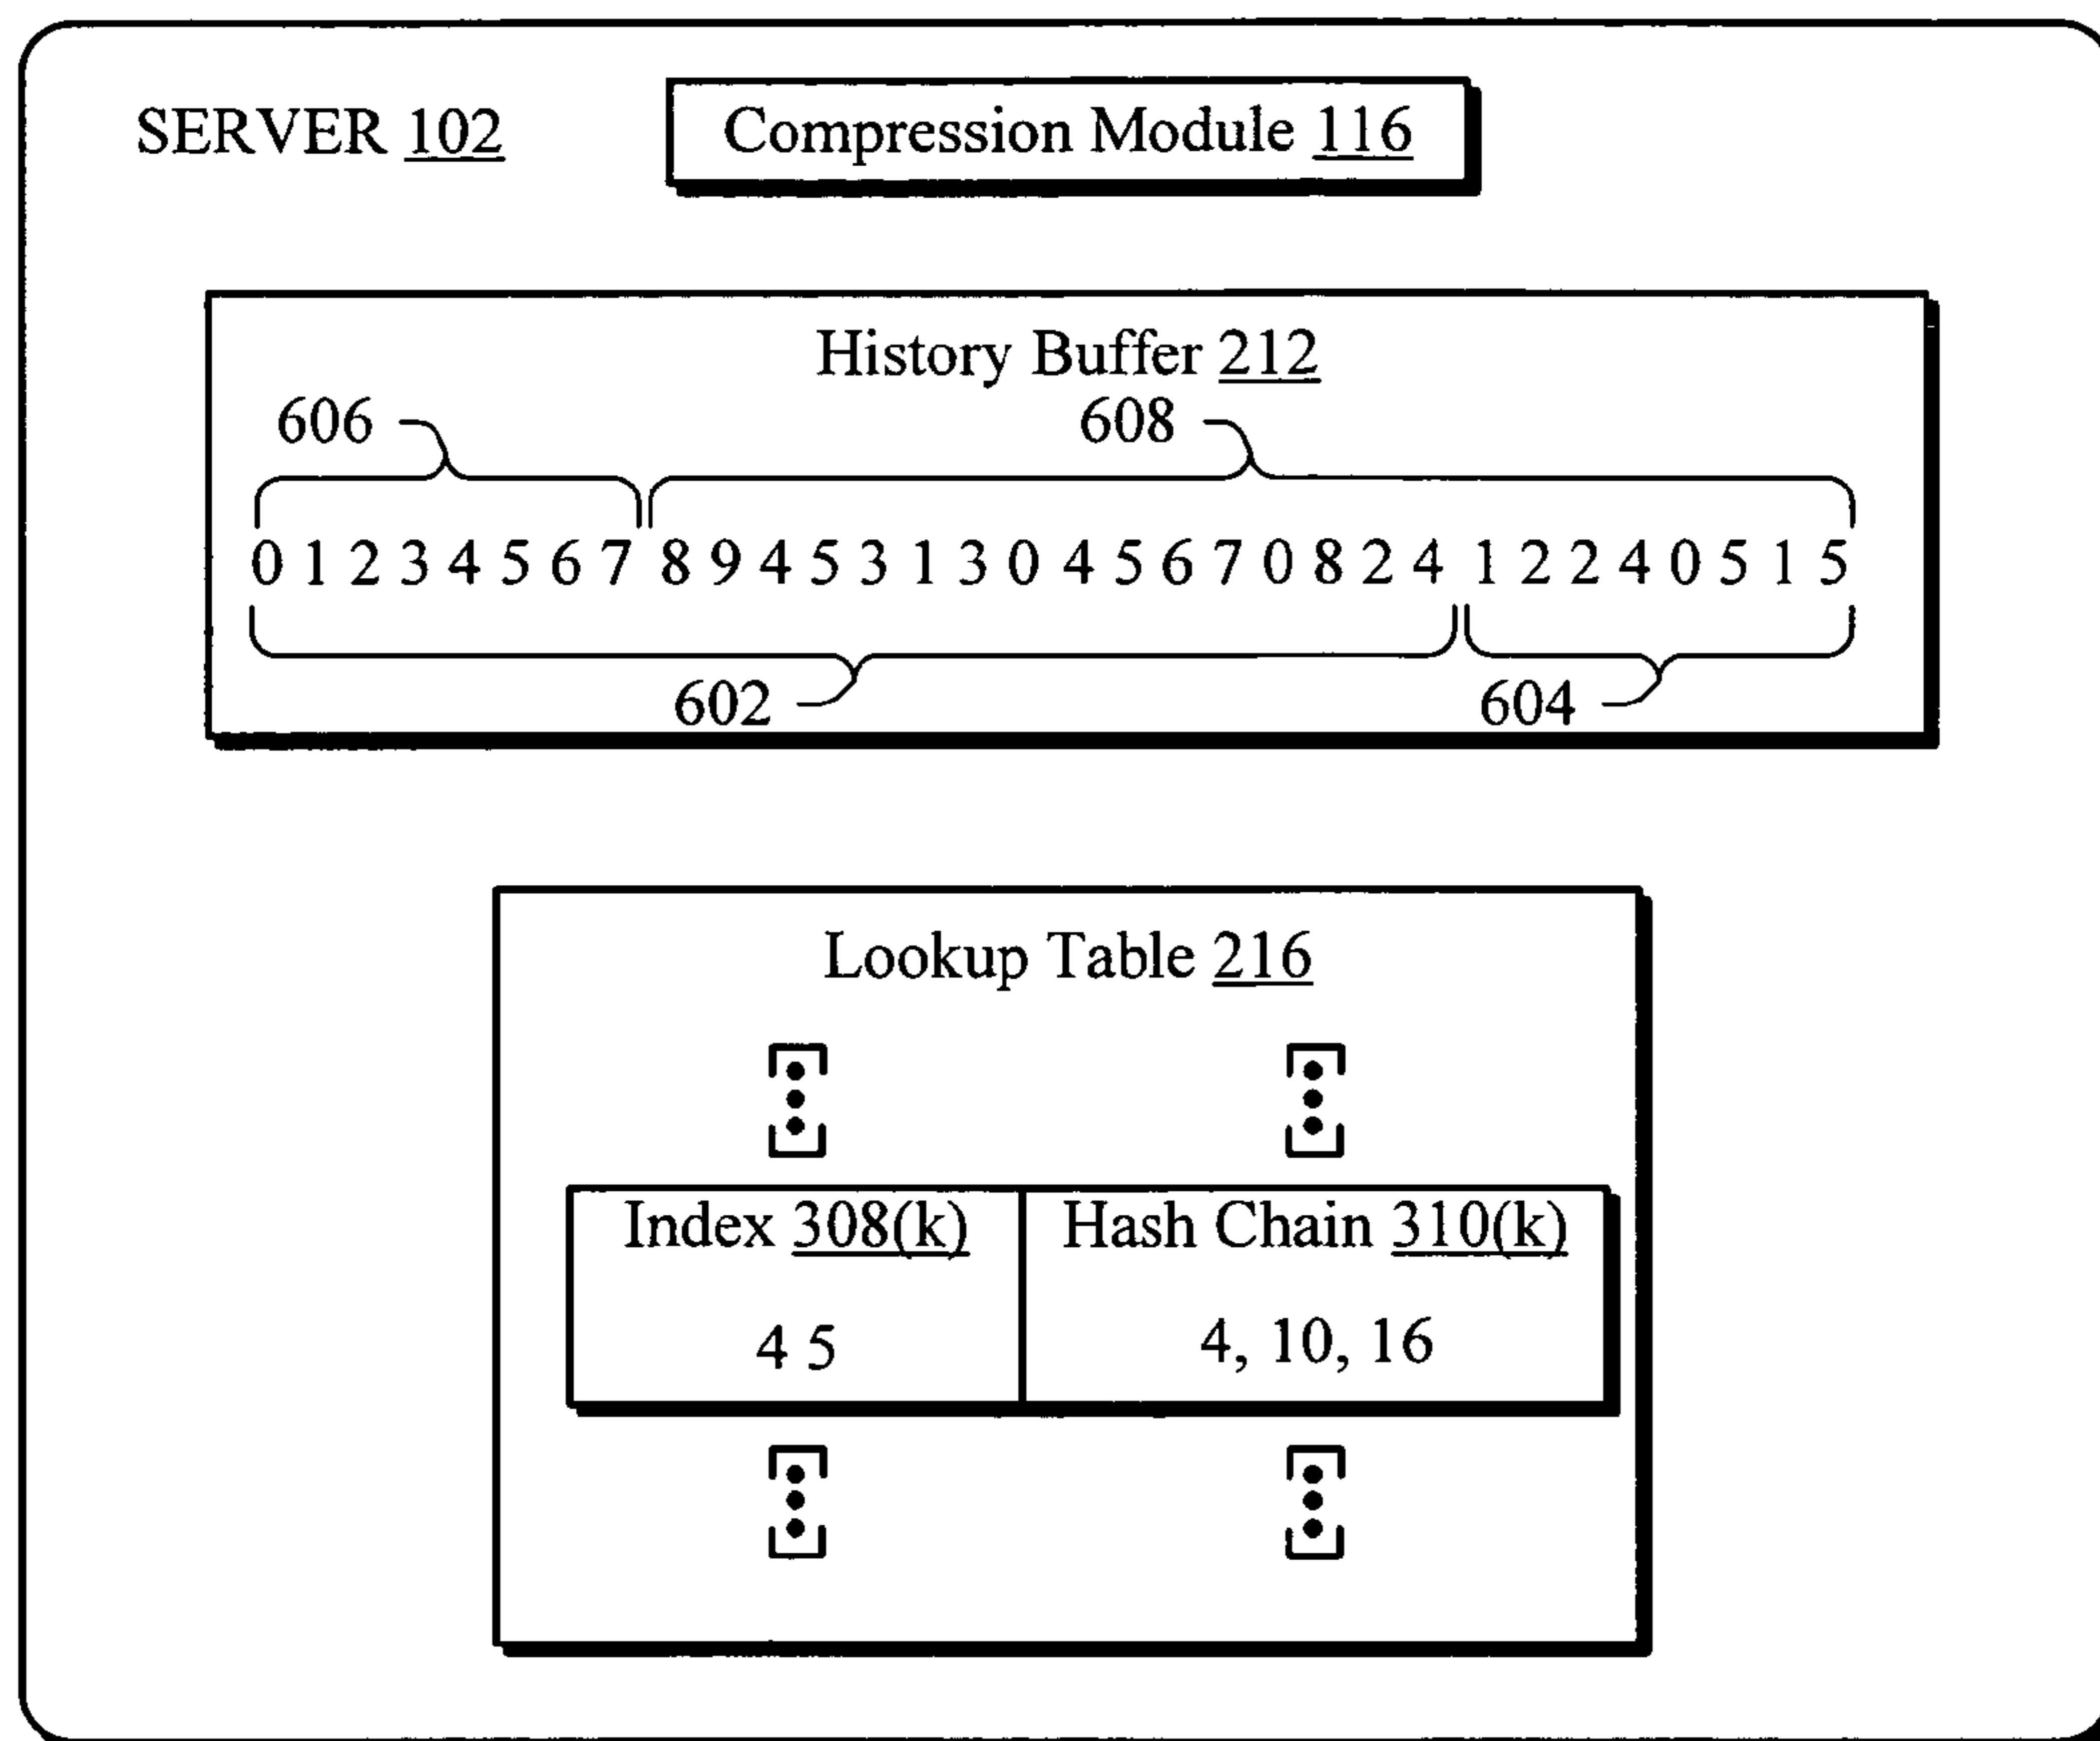 SERVER 102
Compression Module 116
History Buffer 212
606 608
0 1 2 3 4 5 6 7 8 9 4 5 3 1 3 0 4 5 6 7 0 8 2 4 1 2 2 4 0 5 1 5
602 604
Lookup Table 216
Index 308(k) Hash Chain 310(k)
4 5 4, 10, 16